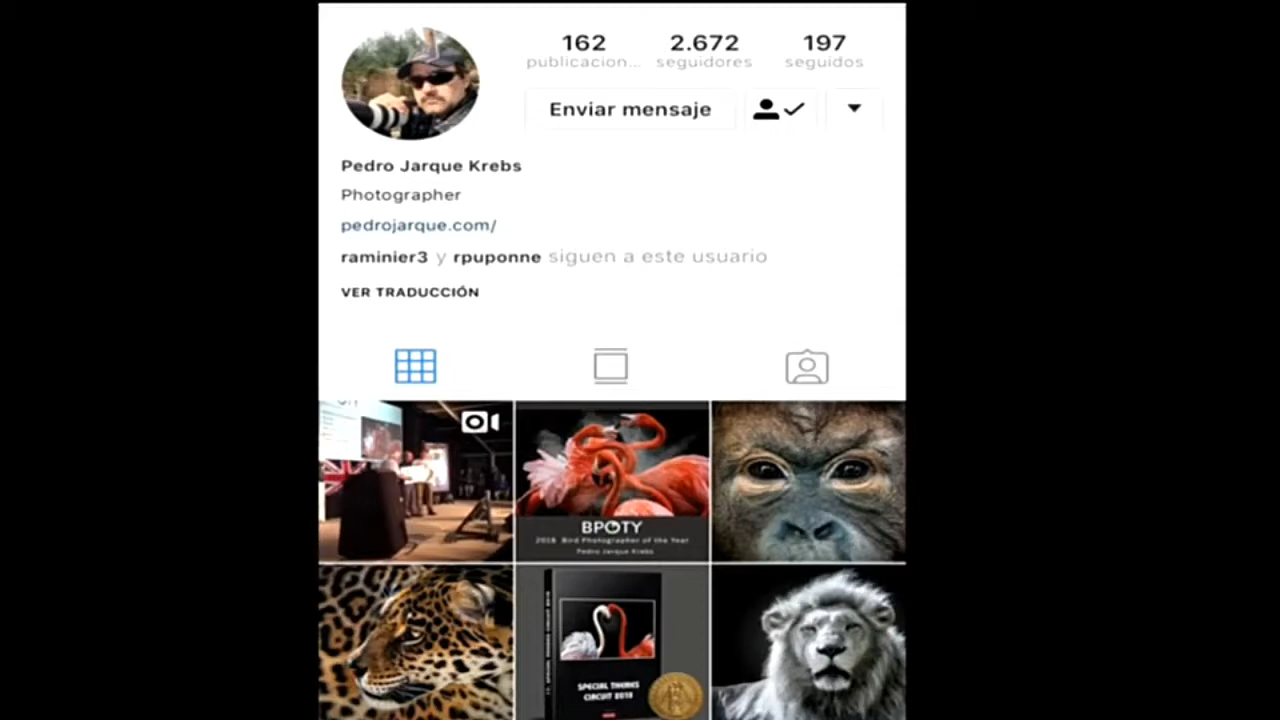 162 2.672 197
publicacion... seguidores seguidos
Enviar mensaje
Pedro Jarque Krebs
Photographer
pedrojarque.com/
raminier3 y rpuponne siguen a este usuario
VER TRADUCCIÓN
BPOTY
2018 Bird Photographer of the Year
Pedro Jarque Krebs
SPECIAL THEMES
CIRCUIT 2018